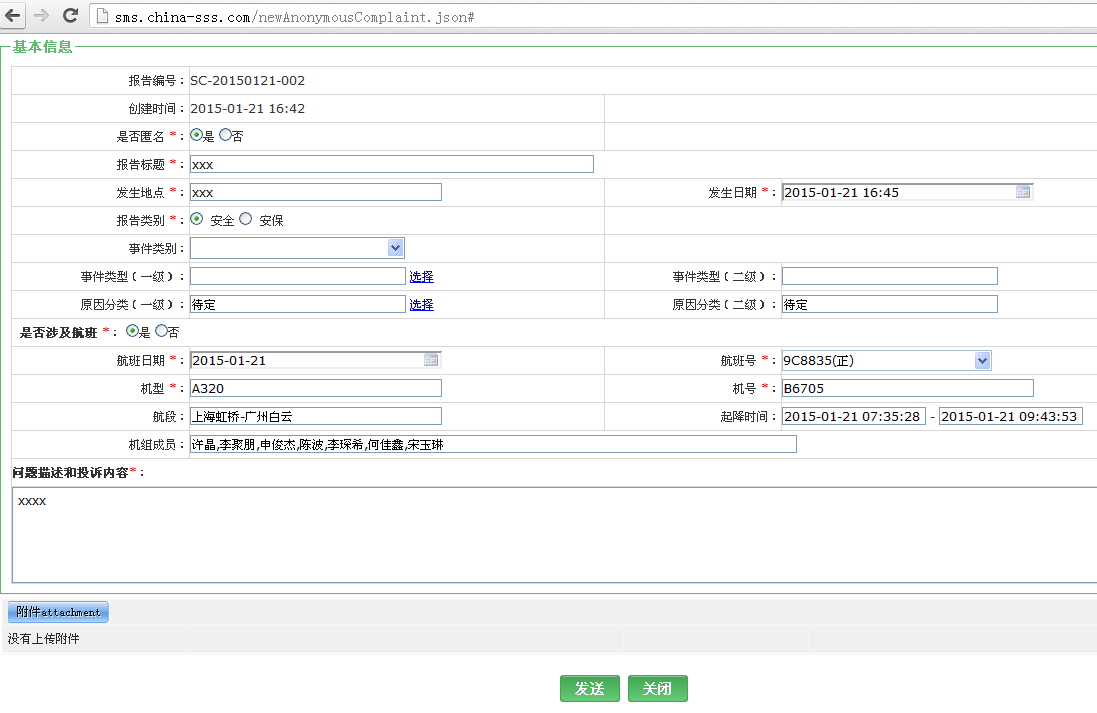 sms.china-sss.com/newAnonymousComplaint.json#
基本信息
报告编号： SC-20150121-002
创建时间： 2015-01-21 16:42
是否匿名 *： 是 否
报告标题 *： xxx
发生地点 *： xxx 发生日期 *： 2015-01-21 16:45
报告类别 *： 安全 安保
事件类别：
事件类型（一级）： 选择 事件类型（二级）：
原因分类（一级）： 待定 选择 原因分类（二级）： 待定
是否涉及航班 *： 是 否
航班日期 *： 2015-01-21 航班号 *： 9C8835(正)
机型 *： A320 机号 *： B6705
航段： 上海虹桥-广州白云 起降时间： 2015-01-21 07:35:28 - 2015-01-21 09:43:53
机组成员： 许晶,李聚朋,申俊杰,陈波,李琛希,何佳鑫,宋玉琳
问题描述和投诉内容*：
xxxx
附件attachment
没有上传附件
发送 关闭